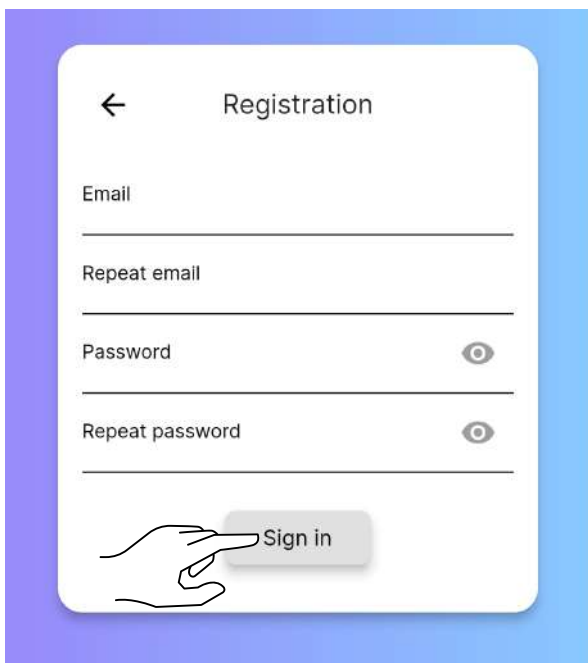 Registration
Email
Repeat email
Password
Repeat password
Sign in